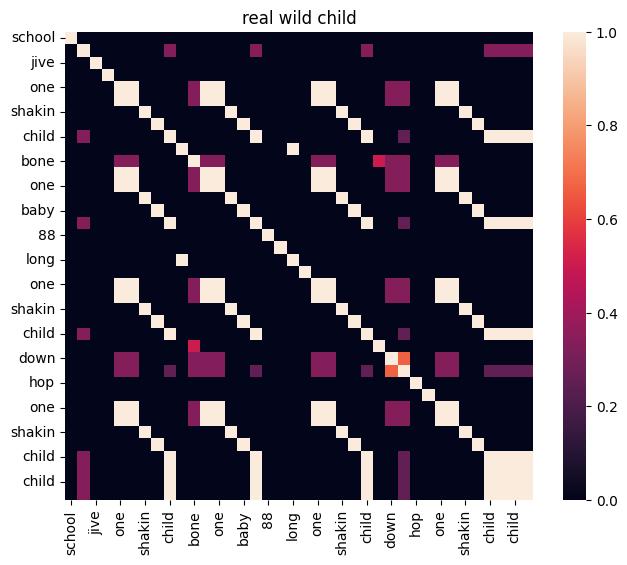 real wild child
school
jive
one
shakin
child
bone
one
baby
88
long
one
shakin
child
down
hop
one
shakin
child
child
school
jive
one
shakin
child
bone
one
baby
88
long
one
shakin
child
down
hop
one
shakin
child
child
1.0
0.8
0.6
0.4
0.2
0.0